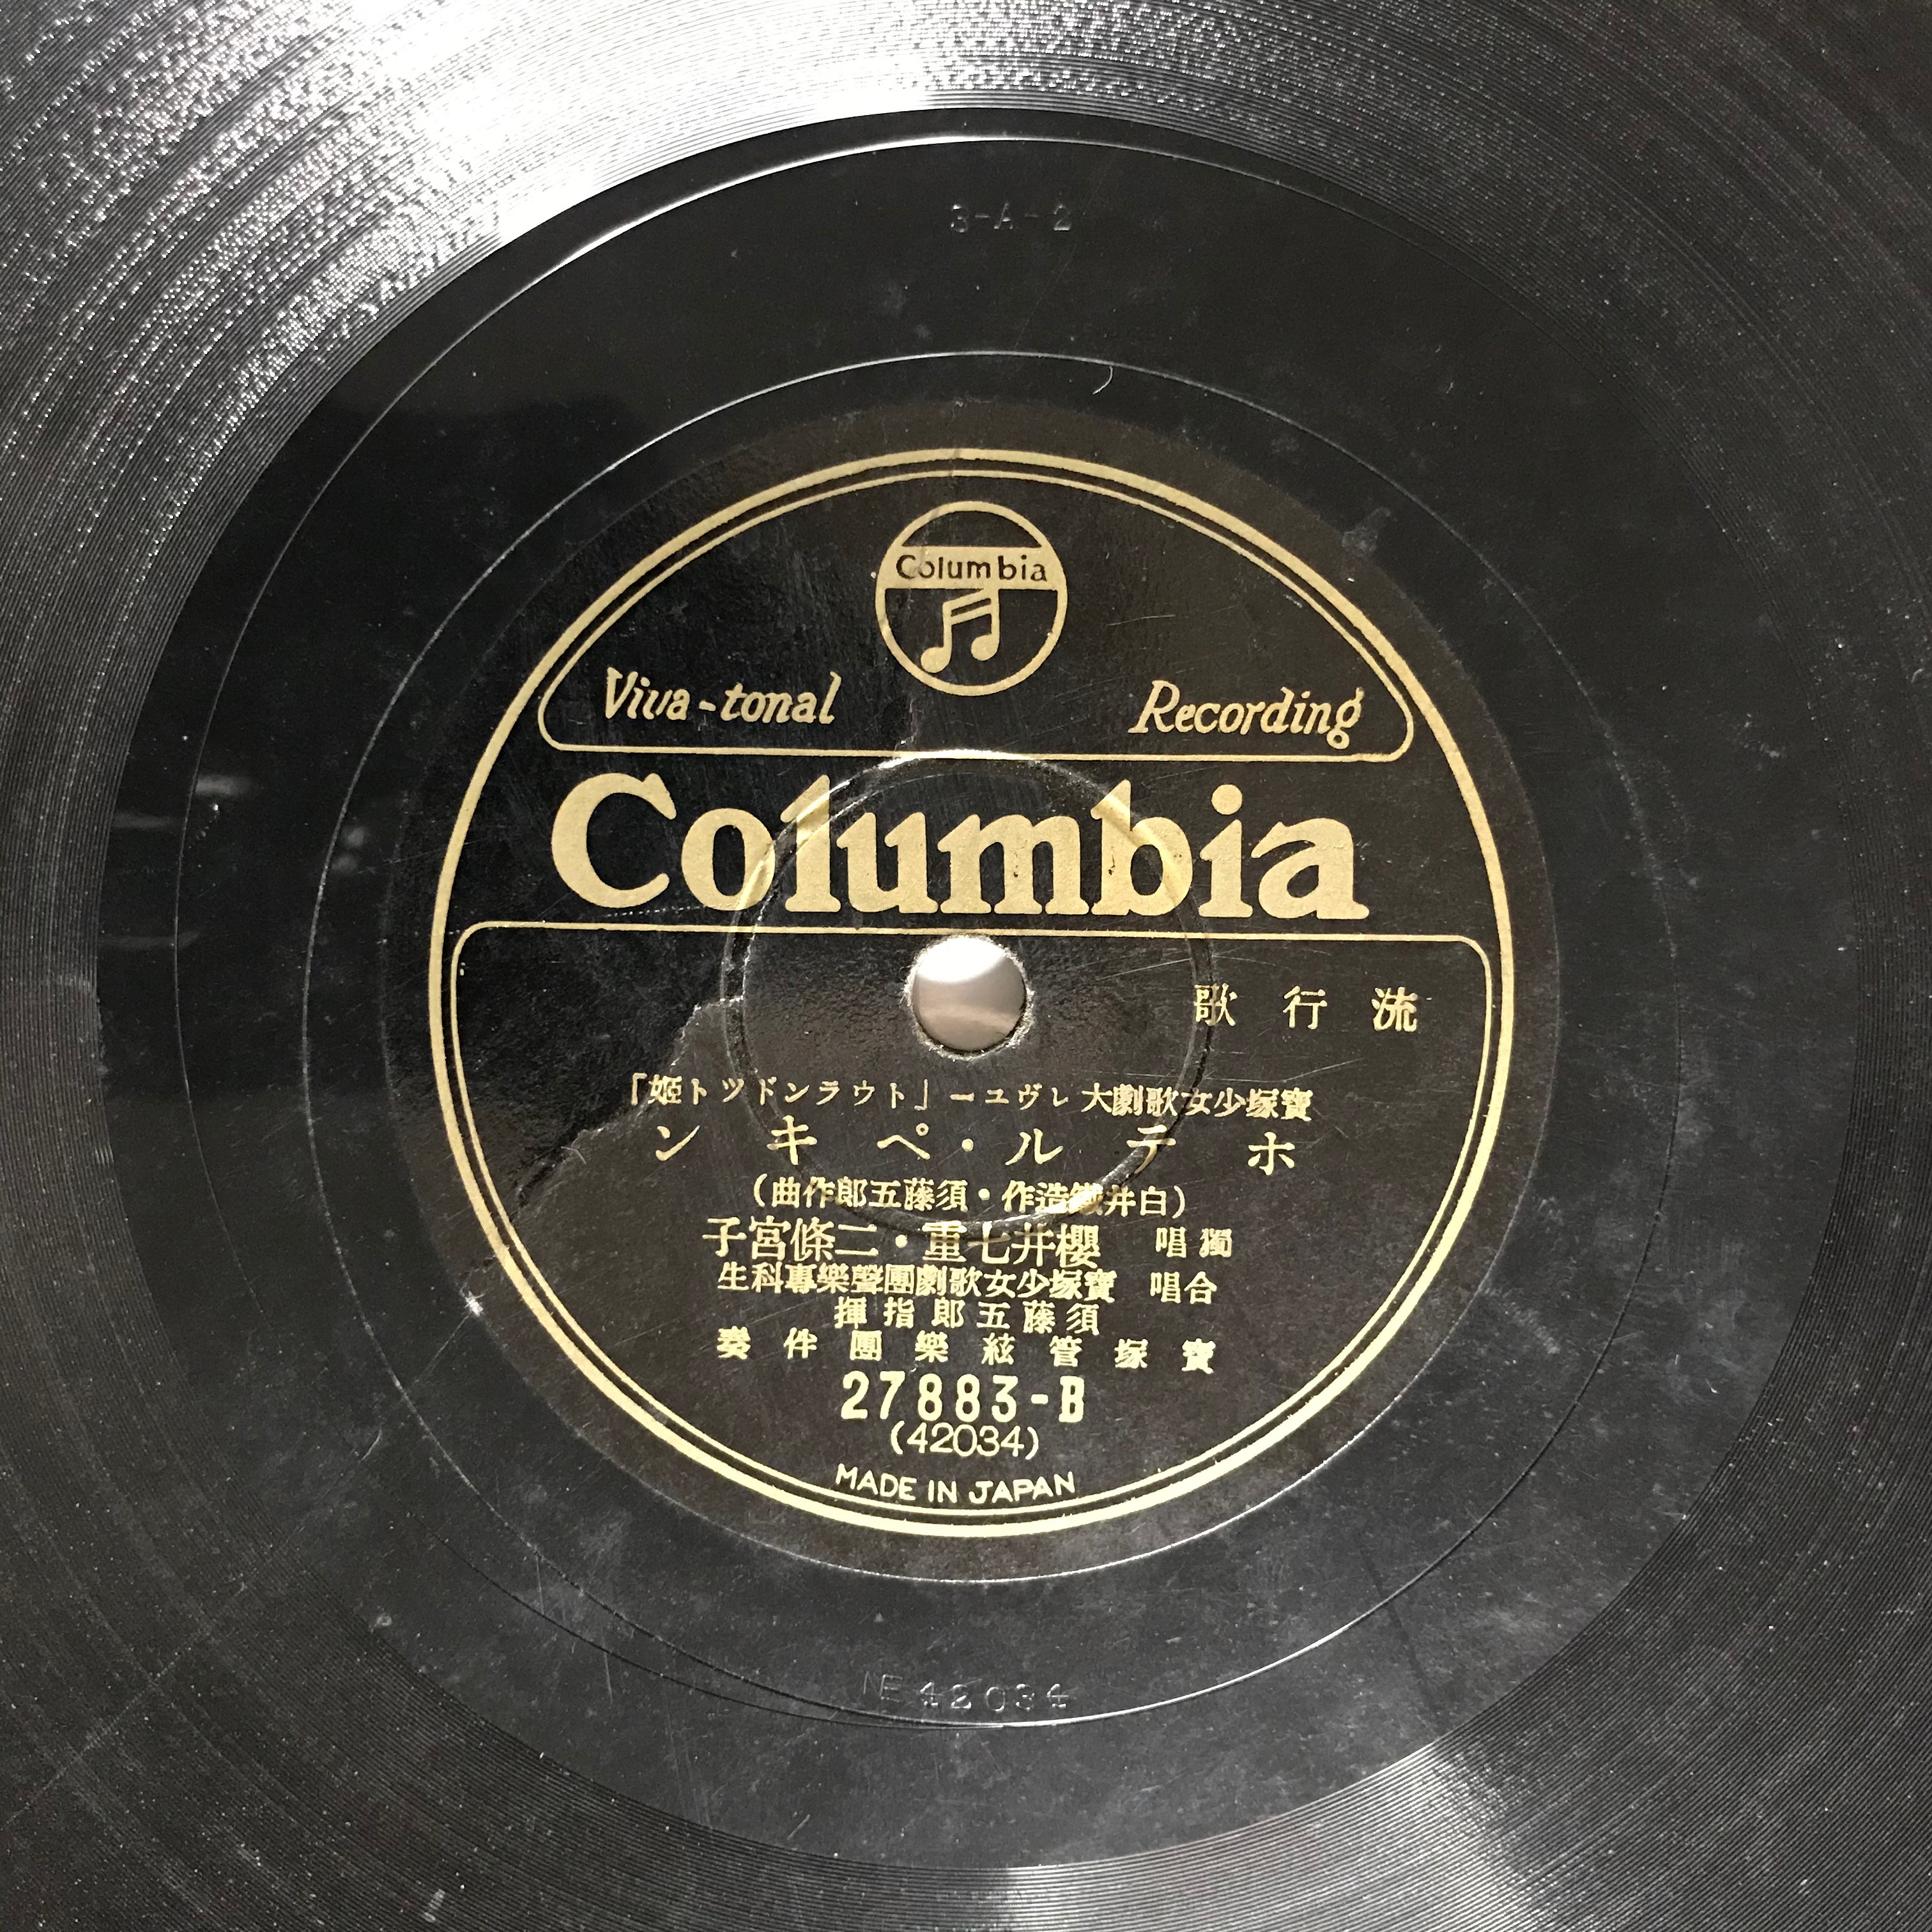 3-A-2
Columbia
Viva-tonal Recording
Columbia
流行歌
寶塚少女歌劇大レヴユー「トウランドツト姫」
ホテル・ペキン
(白井鐵造作・須藤五郎作曲)
獨唱 櫻井七重・二條宮子
合唱 寶塚少女歌劇團聲樂專科生
須藤五郎指揮
寶塚管絃樂團伴奏
27883-B
(42034)
MADE IN JAPAN
NE 42034